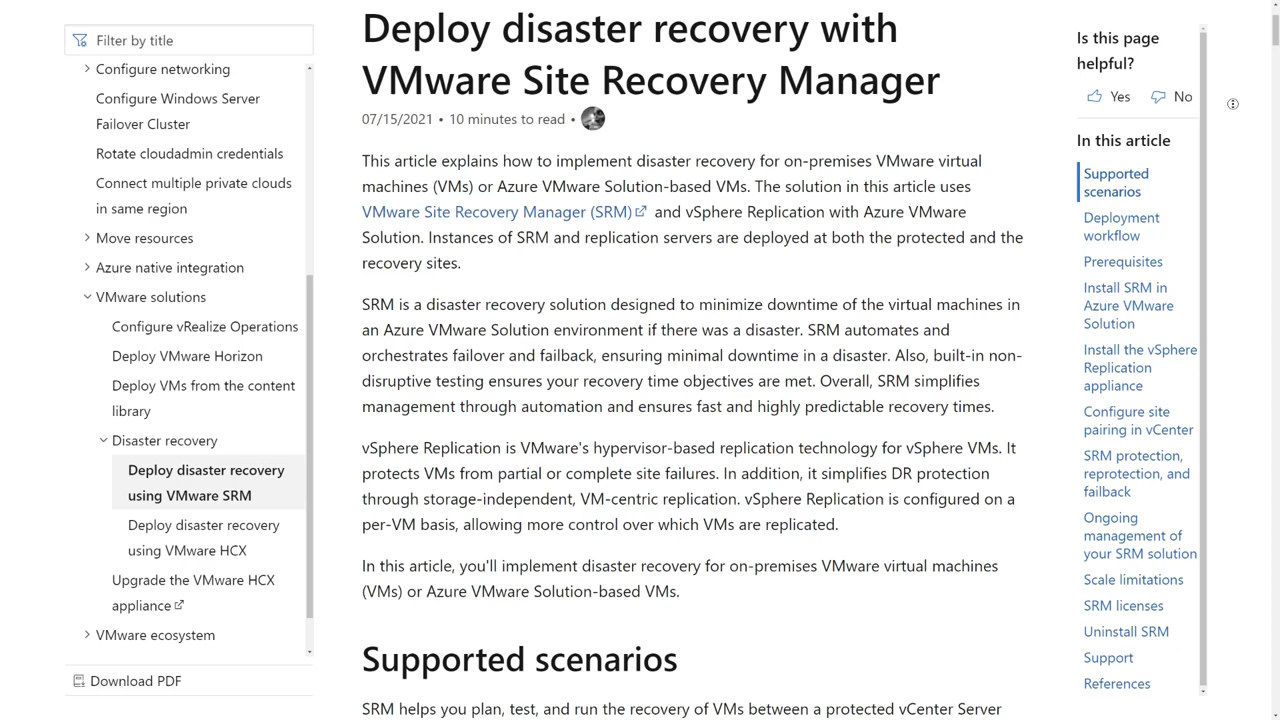 Filter by title
Configure networking
Configure Windows Server
Failover Cluster
Rotate cloudadmin credentials
Connect multiple private clouds
in same region
Move resources
Azure native integration
VMware solutions
Configure vRealize Operations
Deploy VMware Horizon
Deploy VMs from the content
library
Disaster recovery
Deploy disaster recovery
using VMware SRM
Deploy disaster recovery
using VMware HCX
Upgrade the VMware HCX
appliance
VMware ecosystem
Download PDF
Deploy disaster recovery with
VMware Site Recovery Manager
07/15/2021 • 10 minutes to read •
This article explains how to implement disaster recovery for on-premises VMware virtual
machines (VMs) or Azure VMware Solution-based VMs. The solution in this article uses
VMware Site Recovery Manager (SRM) and vSphere Replication with Azure VMware
Solution. Instances of SRM and replication servers are deployed at both the protected and the
recovery sites.
SRM is a disaster recovery solution designed to minimize downtime of the virtual machines in
an Azure VMware Solution environment if there was a disaster. SRM automates and
orchestrates failover and failback, ensuring minimal downtime in a disaster. Also, built-in non-
disruptive testing ensures your recovery time objectives are met. Overall, SRM simplifies
management through automation and ensures fast and highly predictable recovery times.
vSphere Replication is VMware's hypervisor-based replication technology for vSphere VMs. It
protects VMs from partial or complete site failures. In addition, it simplifies DR protection
through storage-independent, VM-centric replication. vSphere Replication is configured on a
per-VM basis, allowing more control over which VMs are replicated.
In this article, you'll implement disaster recovery for on-premises VMware virtual machines
(VMs) or Azure VMware Solution-based VMs.
Supported scenarios
SRM helps you plan, test, and run the recovery of VMs between a protected vCenter Server
Is this page
helpful?
Yes No
In this article
Supported
scenarios
Deployment
workflow
Prerequisites
Install SRM in
Azure VMware
Solution
Install the vSphere
Replication
appliance
Configure site
pairing in vCenter
SRM protection,
reprotection, and
failback
Ongoing
management of
your SRM solution
Scale limitations
SRM licenses
Uninstall SRM
Support
References